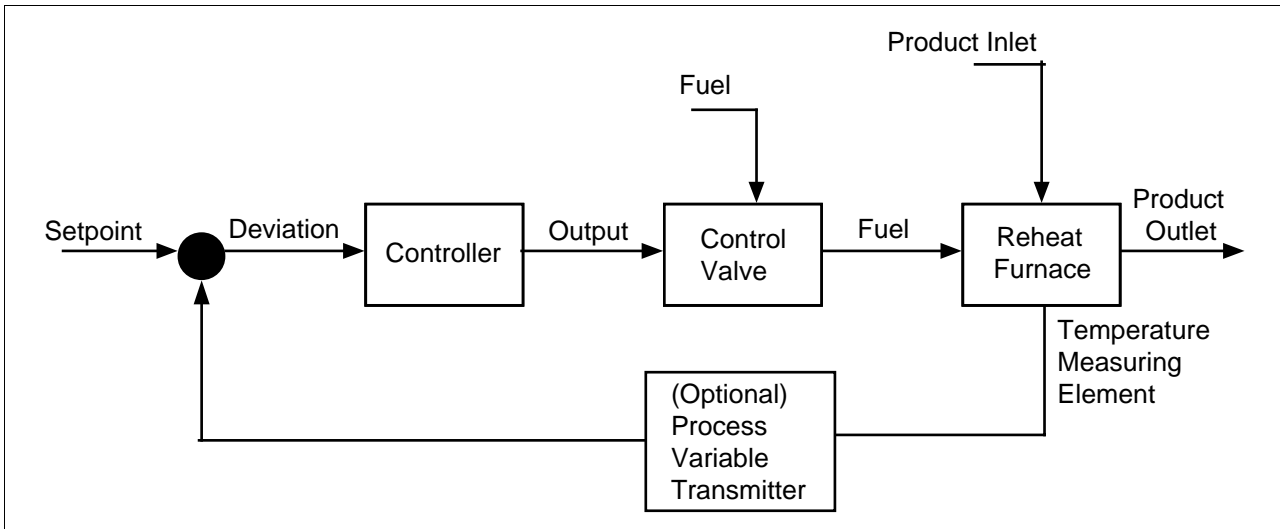 Product Inlet
Fuel
Setpoint
Deviation
Controller
Output
Control
Valve
Fuel
Reheat
Furnace
Product
Outlet
Temperature
Measuring
Element
(Optional)
Process
Variable
Transmitter